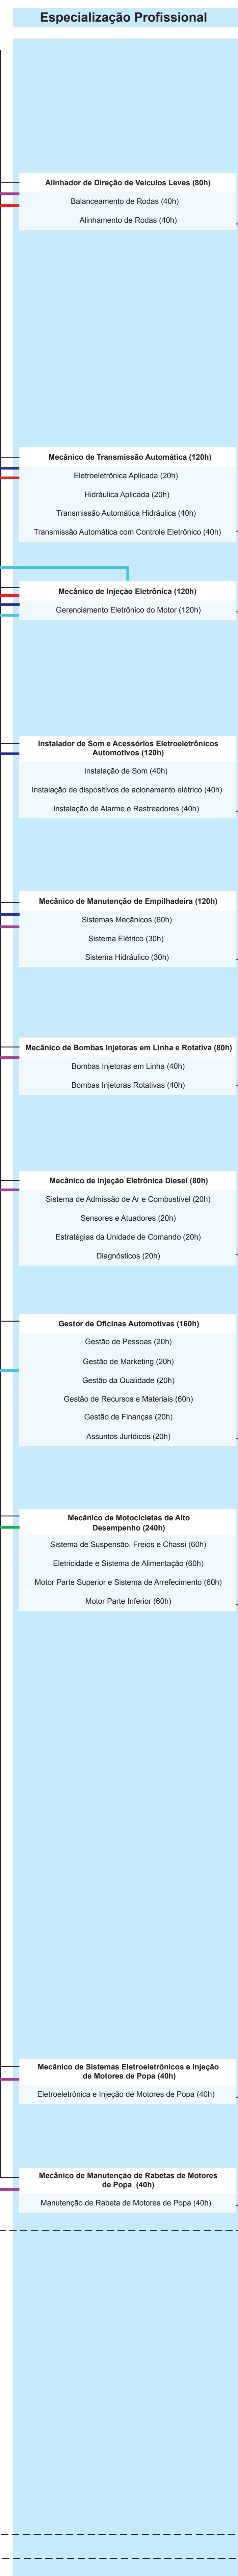 Especialização Profissional
Alinhador de Direção de Veículos Leves (80h)
Balanceamento de Rodas (40h)
Alinhamento de Rodas (40h)
Mecânico de Transmissão Automática (120h)
Eletroeletrônica Aplicada (20h)
Hidráulica Aplicada (20h)
Transmissão Automática Hidráulica (40h)
Transmissão Automática com Controle Eletrônico (40h)
Mecânico de Injeção Eletrônica (120h)
Gerenciamento Eletrônico do Motor (120h)
Instalador de Som e Acessórios Eletroeletrônicos
Automotivos (120h)
Instalação de Som (40h)
Instalação de dispositivos de acionamento elétrico (40h)
Instalação de Alarme e Rastreadores (40h)
Mecânico de Manutenção de Empilhadeira (120h)
Sistemas Mecânicos (60h)
Sistema Elétrico (30h)
Sistema Hidráulico (30h)
Mecânico de Bombas Injetoras em Linha e Rotativa (80h)
Bombas Injetoras em Linha (40h)
Bombas Injetoras Rotativas (40h)
Mecânico de Injeção Eletrônica Diesel (80h)
Sistema de Admissão de Ar e Combustível (20h)
Sensores e Atuadores (20h)
Estratégias da Unidade de Comando (20h)
Diagnósticos (20h)
Gestor de Oficinas Automotivas (160h)
Gestão de Pessoas (20h)
Gestão de Marketing (20h)
Gestão da Qualidade (20h)
Gestão de Recursos e Materiais (60h)
Gestão de Finanças (20h)
Assuntos Jurídicos (20h)
Mecânico de Motocicletas de Alto
Desempenho (240h)
Sistema de Suspensão, Freios e Chassi (60h)
Eletricidade e Sistema de Alimentação (60h)
Motor Parte Superior e Sistema de Arrefecimento (60h)
Motor Parte Inferior (60h)
Mecânico de Sistemas Eletroeletrônicos e Injeção
de Motores de Popa (40h)
Eletroeletrônica e Injeção de Motores de Popa (40h)
Mecânico de Manutenção de Rabetas de Motores
de Popa (40h)
Manutenção de Rabeta de Motores de Popa (40h)